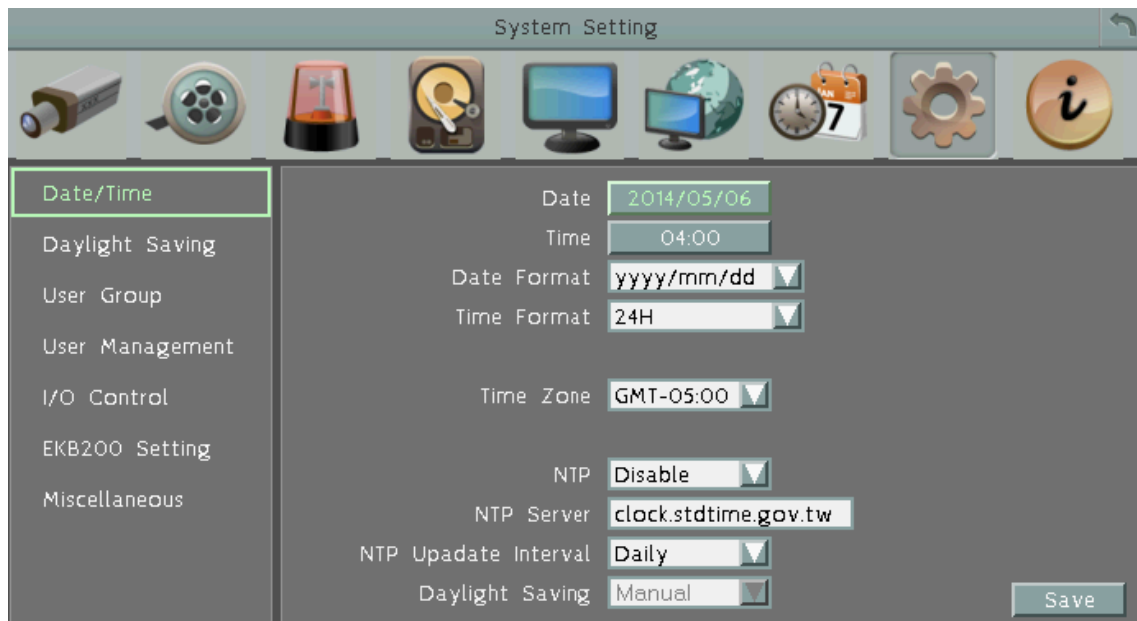 System Setting
JAN
7
i
Date/Time
Daylight Saving
User Group
User Management
I/O Control
EKB200 Setting
Miscellaneous
Date 2014/05/06
Time 04:00
Date Format yyyy/mm/dd
Time Format 24H
Time Zone GMT-05:00
NTP Disable
NTP Server clock.stdtime.gov.tw
NTP Upadate Interval Daily
Daylight Saving Manual
Save